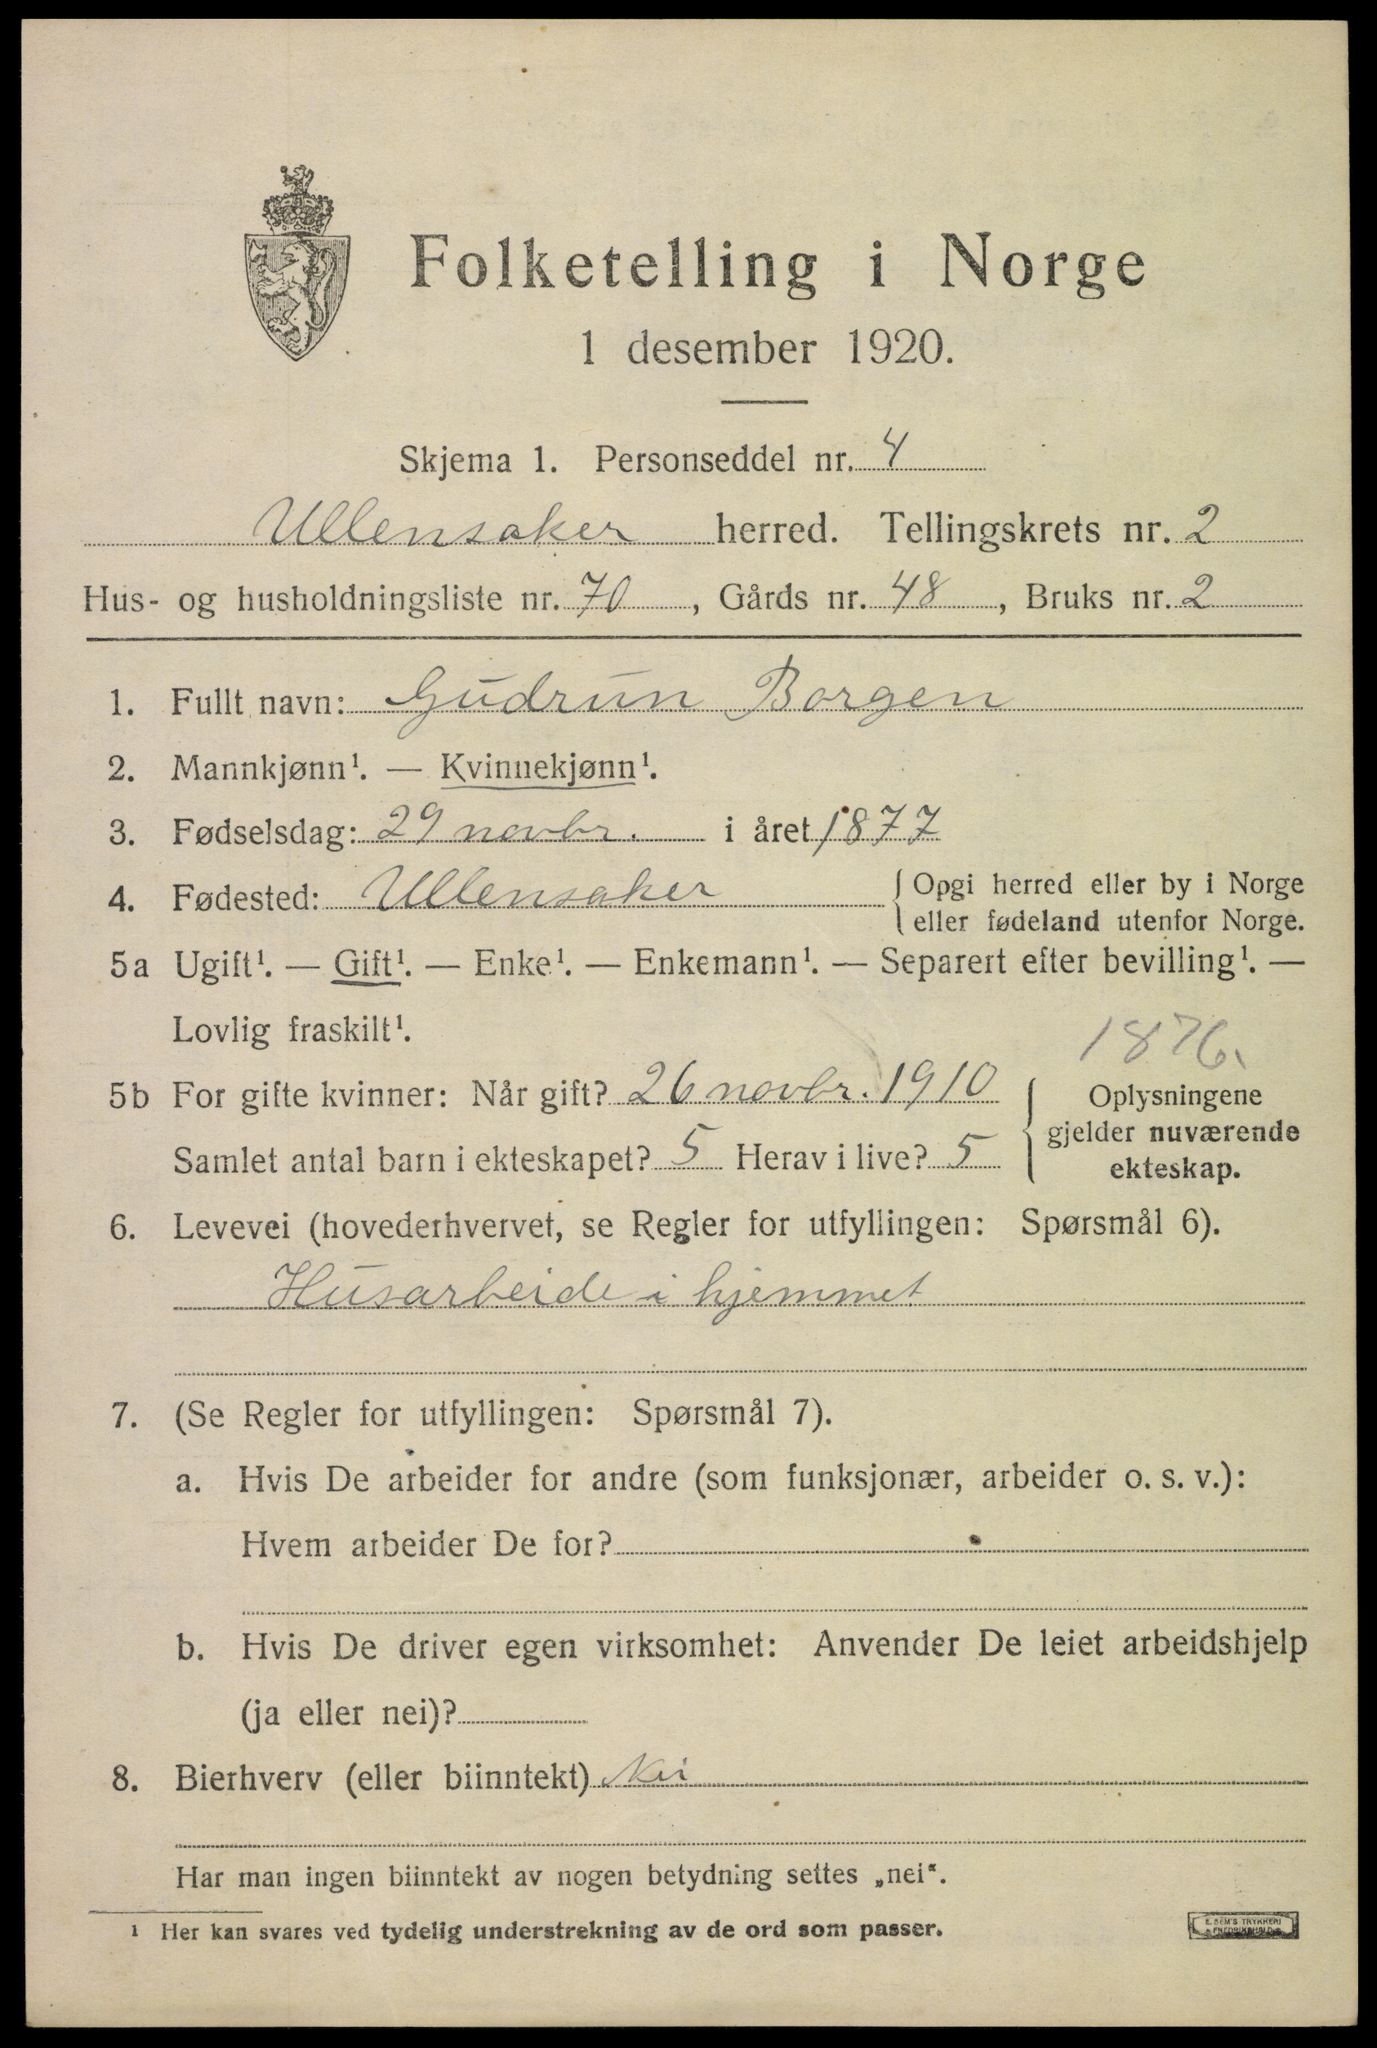 Folketelling i Norge
1 desember 1920.
Skjema 1. Personseddel nr. 4
Ullensaker herred. Tellingskrets nr. 2
Hus- og husholdningsliste nr. 70, Gårds nr. 48, Bruks nr. 2
1. Fullt navn: Gudrun Borgen
2. Mannkjønn¹. — Kvinnekjønn¹.
3. Fødselsdag: 29 novbr. i året 1877
4. Fødested: Ullensaker { Opgi herred eller by i Norge
eller fødeland utenfor Norge.
5a Ugift¹. — Gift¹. — Enke¹. — Enkemann¹. — Separert efter bevilling¹. —
Lovlig fraskilt¹.
1876.
5b For gifte kvinner: Når gift? 26 novbr. 1910 { Oplysningene
gjelder nuværende
Samlet antal barn i ekteskapet? 5 Herav i live? 5 ekteskap.
6. Levevei (hovederhvervet, se Regler for utfyllingen: Spørsmål 6).
Husarbeide i hjemmet
7. (Se Regler for utfyllingen: Spørsmål 7).
a. Hvis De arbeider for andre (som funksjonær, arbeider o. s. v.):
Hvem arbeider De for?
b. Hvis De driver egen virksomhet: Anvender De leiet arbeidshjelp
(ja eller nei)?
8. Bierhverv (eller biinntekt) Nei
Har man ingen biinntekt av nogen betydning settes „nei“.
¹ Her kan svares ved tydelig understrekning av de ord som passer.
E. SEM'S TRYKKERI
FREDRIKSHALD